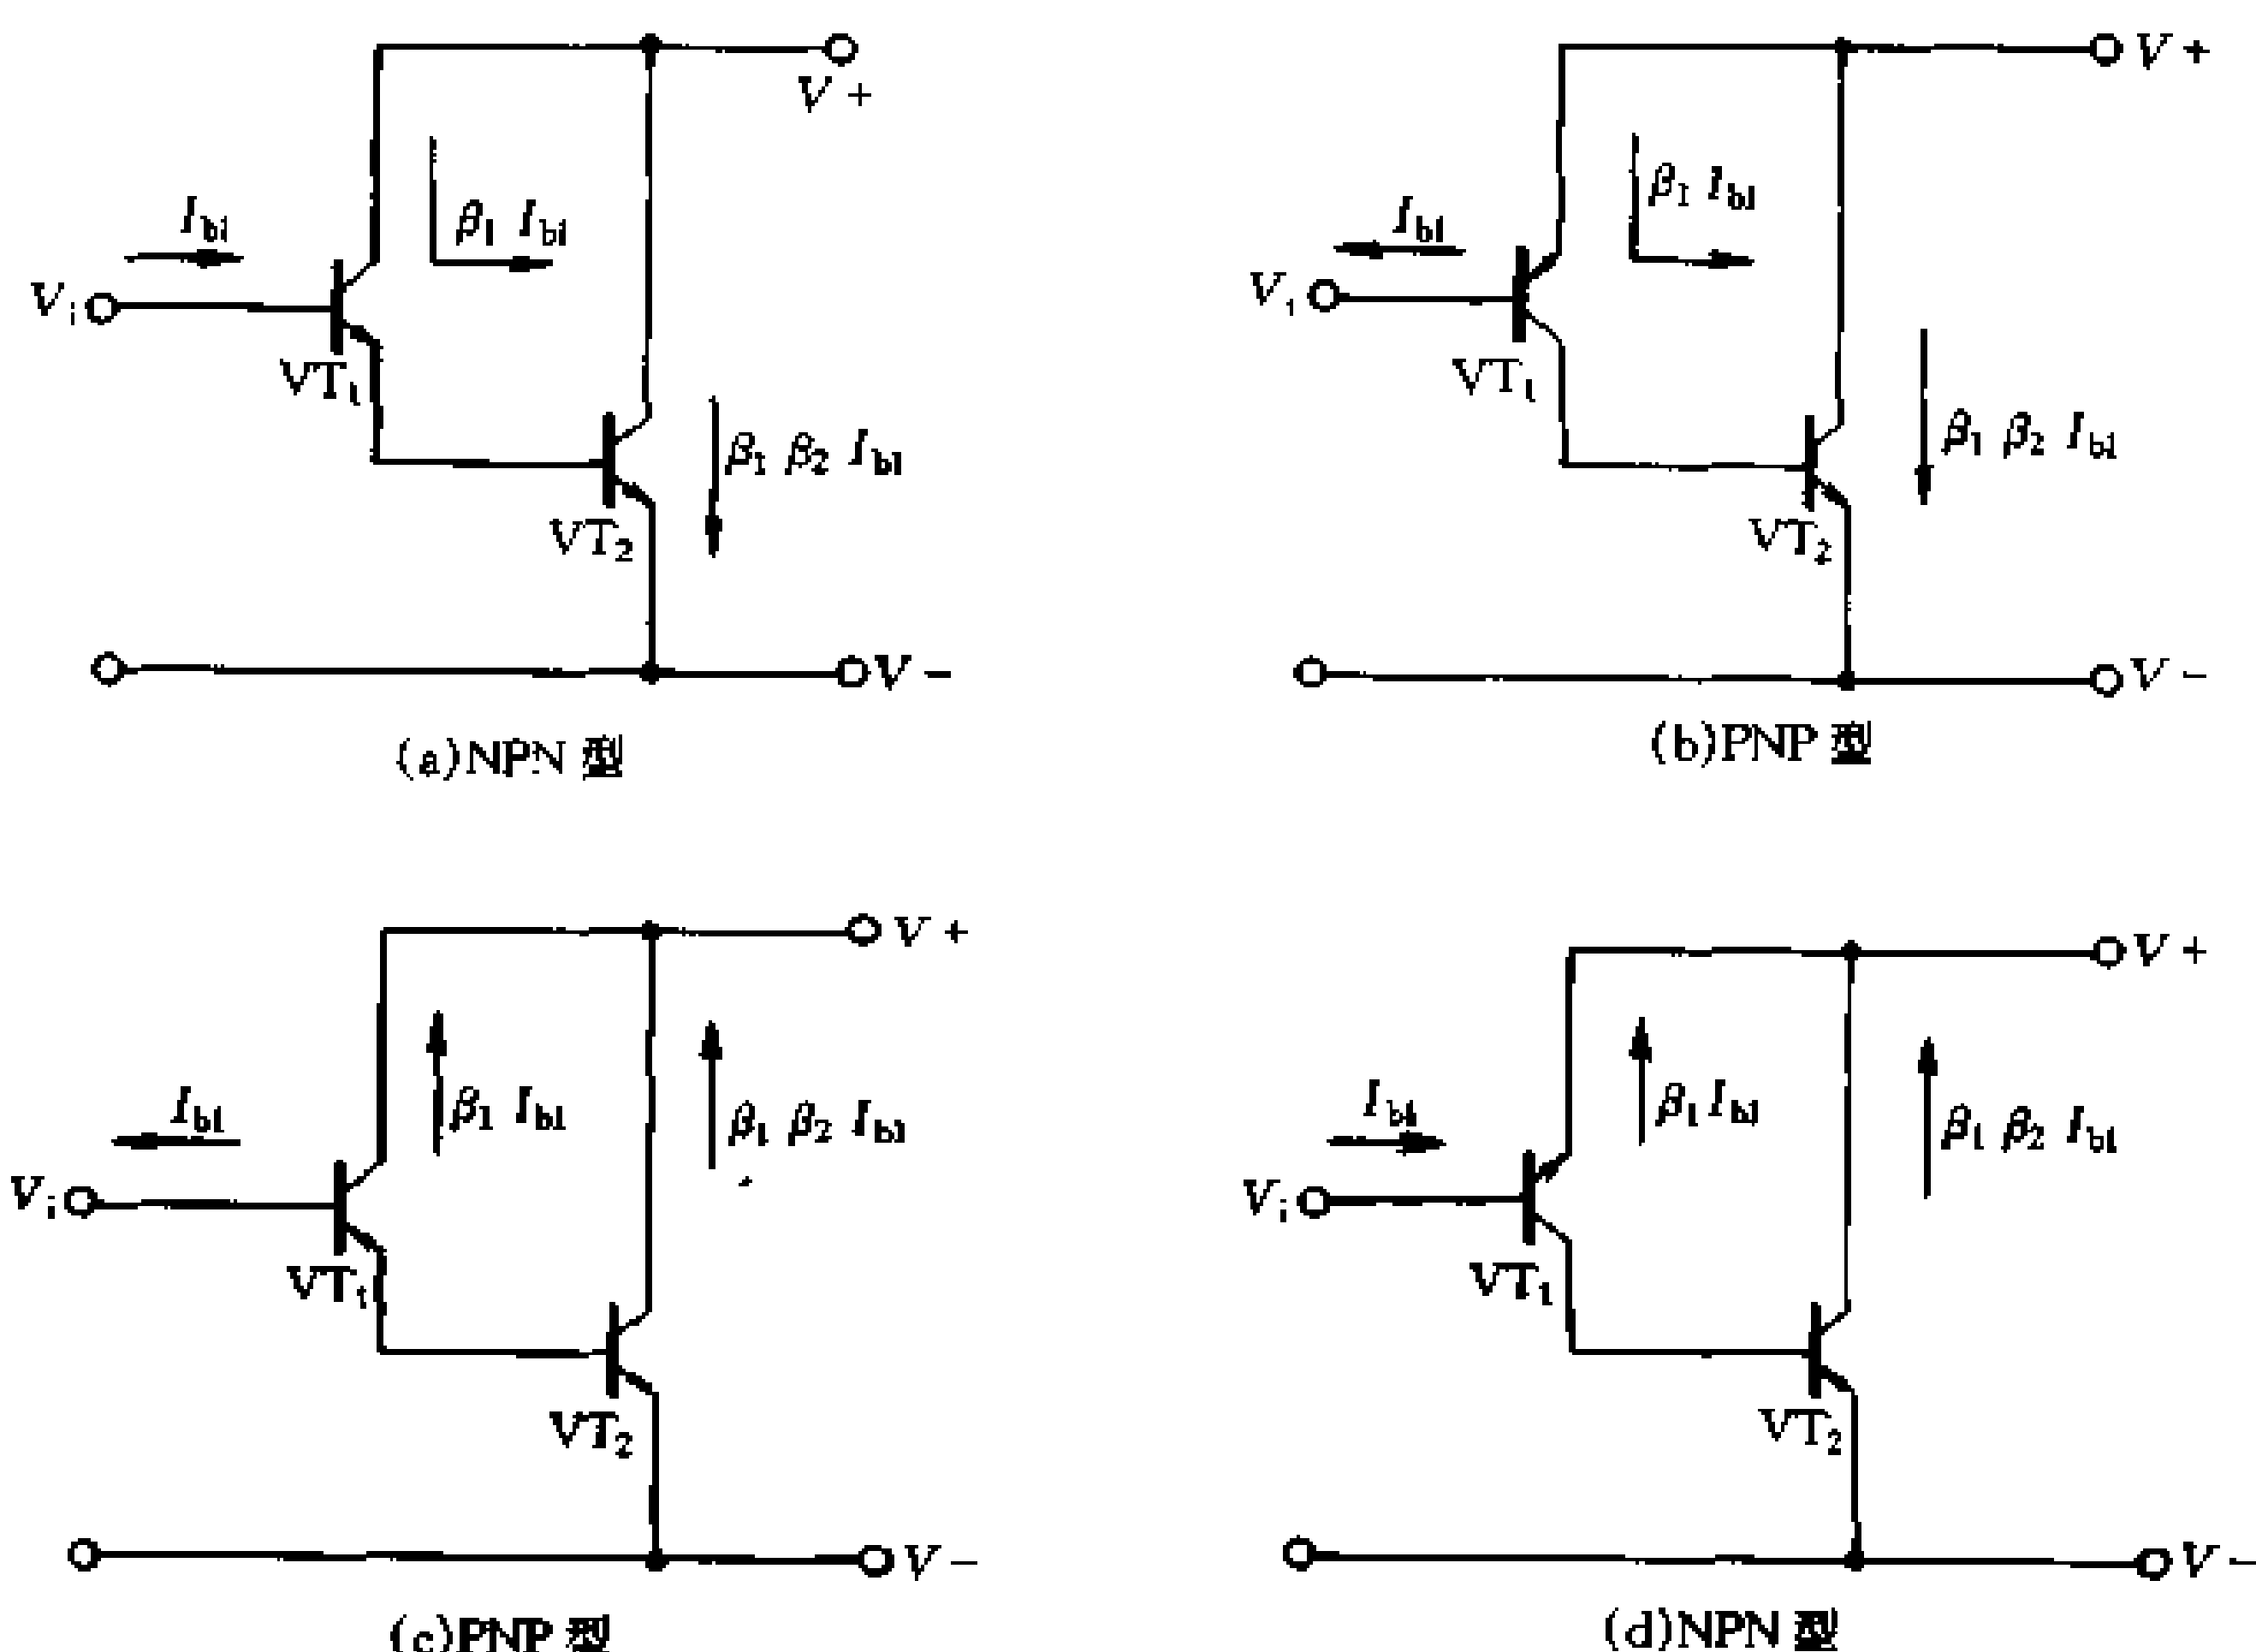 V+
I_b1
β₁ I_b1
V_i
VT₁
β₁ β₂ I_b1
VT₂
V−
(a)NPN 型
V+
β₁ I_b1
I_b1
V_i
VT₁
β₁ β₂ I_b1
VT₂
V−
(b)PNP 型
V+
I_b1
β₁ I_b1
β₁ β₂ I_b1
V_i
VT₁
VT₂
V−
(c)PNP 型
V+
I_b1
β₁ I_b1
β₁ β₂ I_b1
V_i
VT₁
VT₂
V−
(d)NPN 型